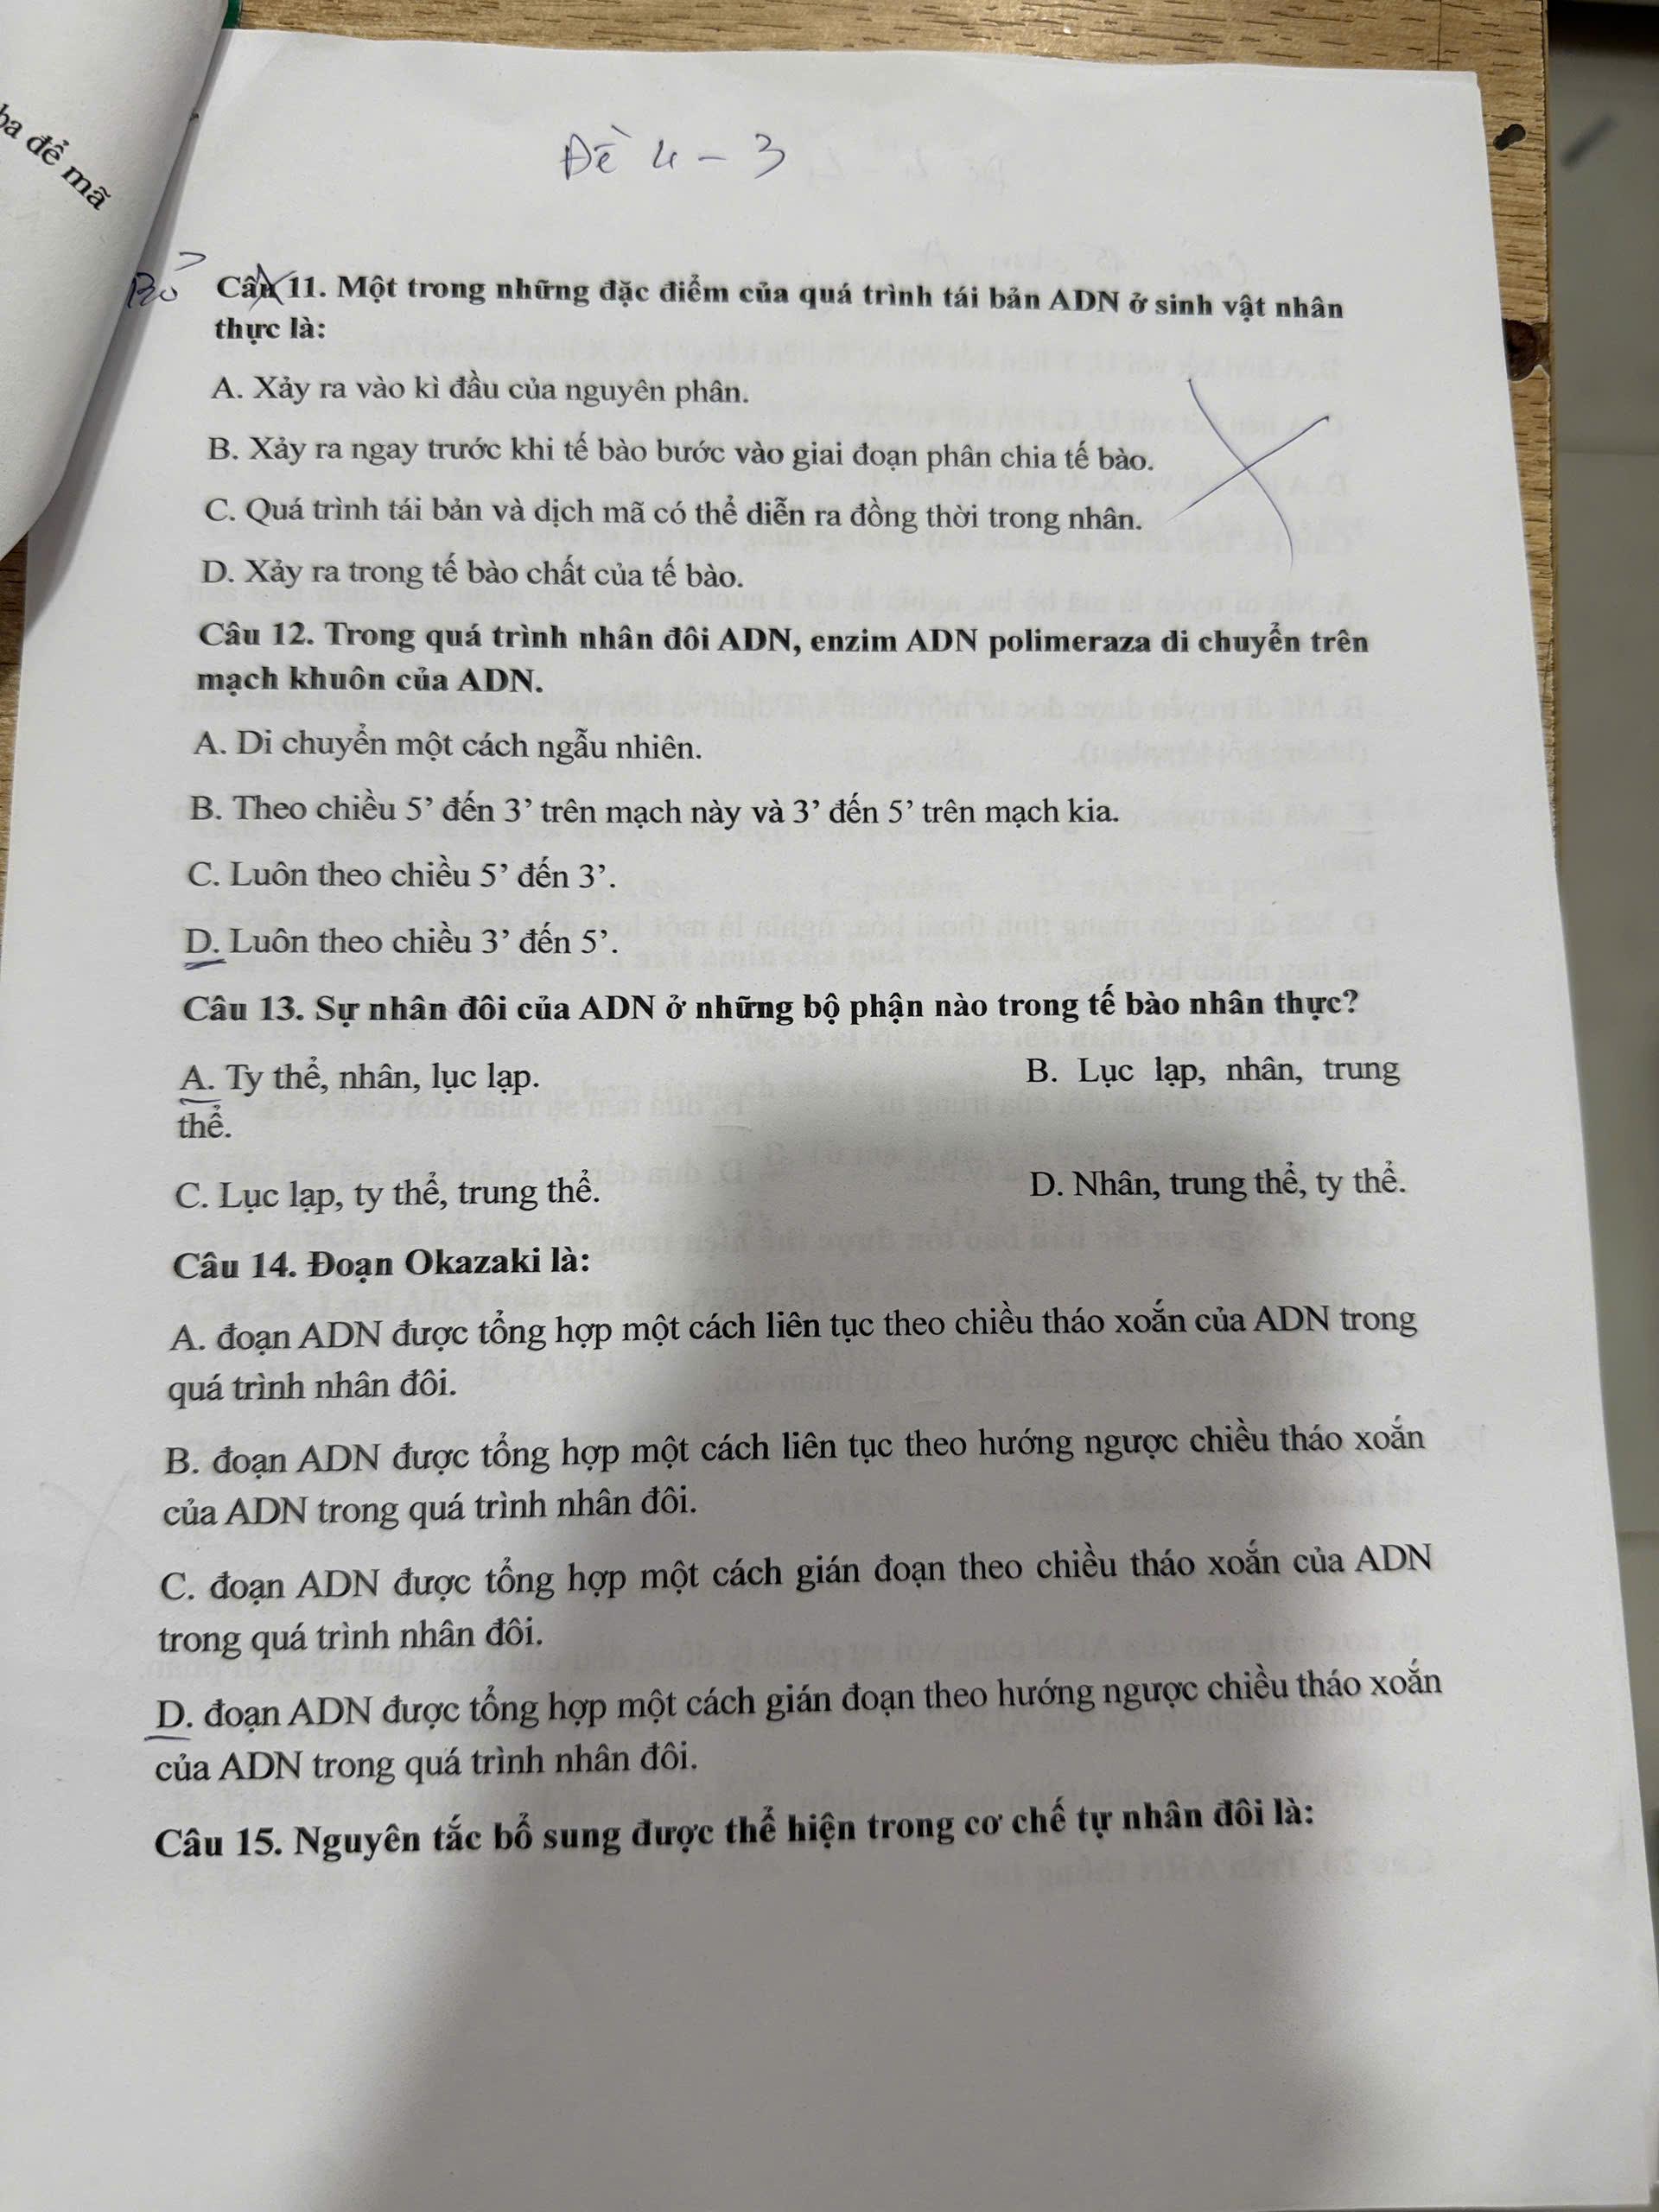 ba để mã
Đề 4 - 3
Bỏ
Câu 11. Một trong những đặc điểm của quá trình tái bản ADN ở sinh vật nhân
thực là:
A. Xảy ra vào kì đầu của nguyên phân.
B. Xảy ra ngay trước khi tế bào bước vào giai đoạn phân chia tế bào.
C. Quá trình tái bản và dịch mã có thể diễn ra đồng thời trong nhân.
D. Xảy ra trong tế bào chất của tế bào.
Câu 12. Trong quá trình nhân đôi ADN, enzim ADN polimeraza di chuyển trên
mạch khuôn của ADN.
A. Di chuyển một cách ngẫu nhiên.
B. Theo chiều 5’ đến 3’ trên mạch này và 3’ đến 5’ trên mạch kia.
C. Luôn theo chiều 5’ đến 3’.
D. Luôn theo chiều 3’ đến 5’.
Câu 13. Sự nhân đôi của ADN ở những bộ phận nào trong tế bào nhân thực?
A. Ty thể, nhân, lục lạp. B. Lục lạp, nhân, trung
thể.
C. Lục lạp, ty thể, trung thể. D. Nhân, trung thể, ty thể.
Câu 14. Đoạn Okazaki là:
A. đoạn ADN được tổng hợp một cách liên tục theo chiều tháo xoắn của ADN trong
quá trình nhân đôi.
B. đoạn ADN được tổng hợp một cách liên tục theo hướng ngược chiều tháo xoắn
của ADN trong quá trình nhân đôi.
C. đoạn ADN được tổng hợp một cách gián đoạn theo chiều tháo xoắn của ADN
trong quá trình nhân đôi.
D. đoạn ADN được tổng hợp một cách gián đoạn theo hướng ngược chiều tháo xoắn
của ADN trong quá trình nhân đôi.
Câu 15. Nguyên tắc bổ sung được thể hiện trong cơ chế tự nhân đôi là: